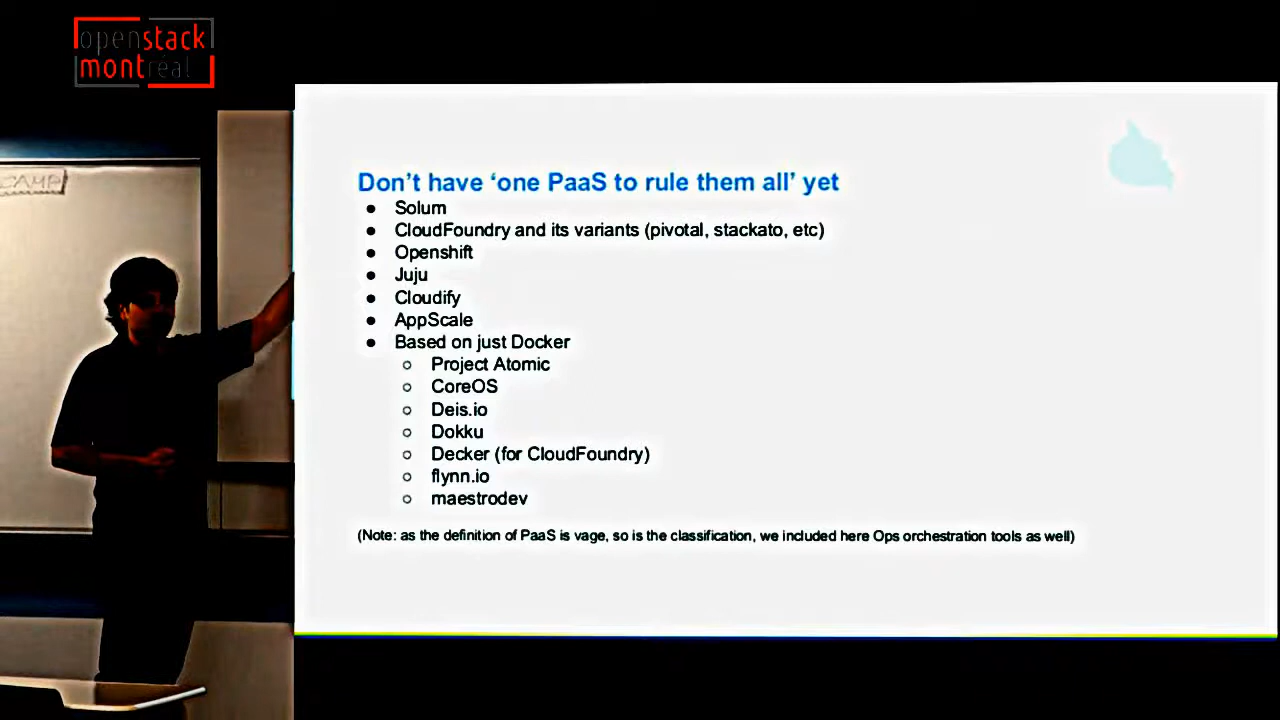 openstack
montréal
CAMP
Don't have 'one PaaS to rule them all' yet
● Solum
● CloudFoundry and its variants (pivotal, stackato, etc)
● Openshift
● Juju
● Cloudify
● AppScale
● Based on just Docker
○ Project Atomic
○ CoreOS
○ Deis.io
○ Dokku
○ Decker (for CloudFoundry)
○ flynn.io
○ maestrodev
(Note: as the definition of PaaS is vage, so is the classification, we included here Ops orchestration tools as well)